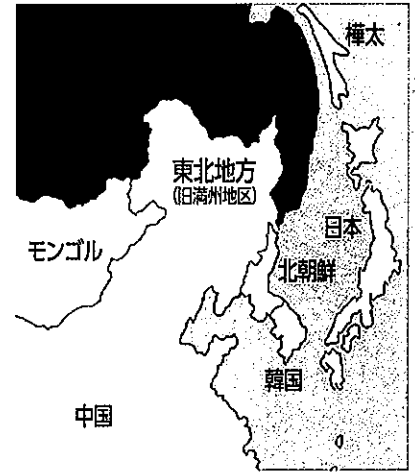 樺太
東北地方
(旧満州地区)
日本
モンゴル
北朝鮮
韓国
中国